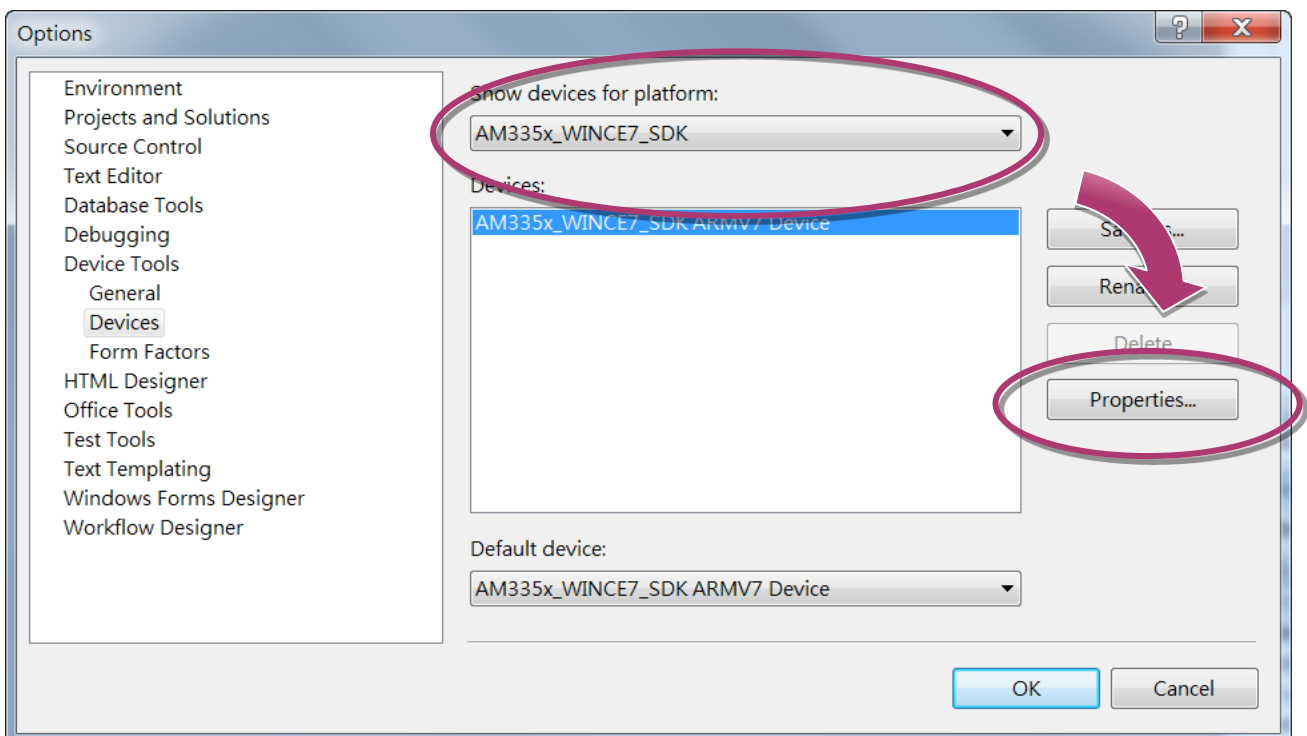 Options
Environment
Projects and Solutions
Source Control
Text Editor
Database Tools
Debugging
Device Tools
General
Devices
Form Factors
HTML Designer
Office Tools
Test Tools
Text Templating
Windows Forms Designer
Workflow Designer
Show devices for platform:
AM335x_WINCE7_SDK
Devices:
AM335x_WINCE7_SDK ARMV7 Device
Delete
Properties...
Default device:
AM335x_WINCE7_SDK ARMV7 Device
OK
Cancel